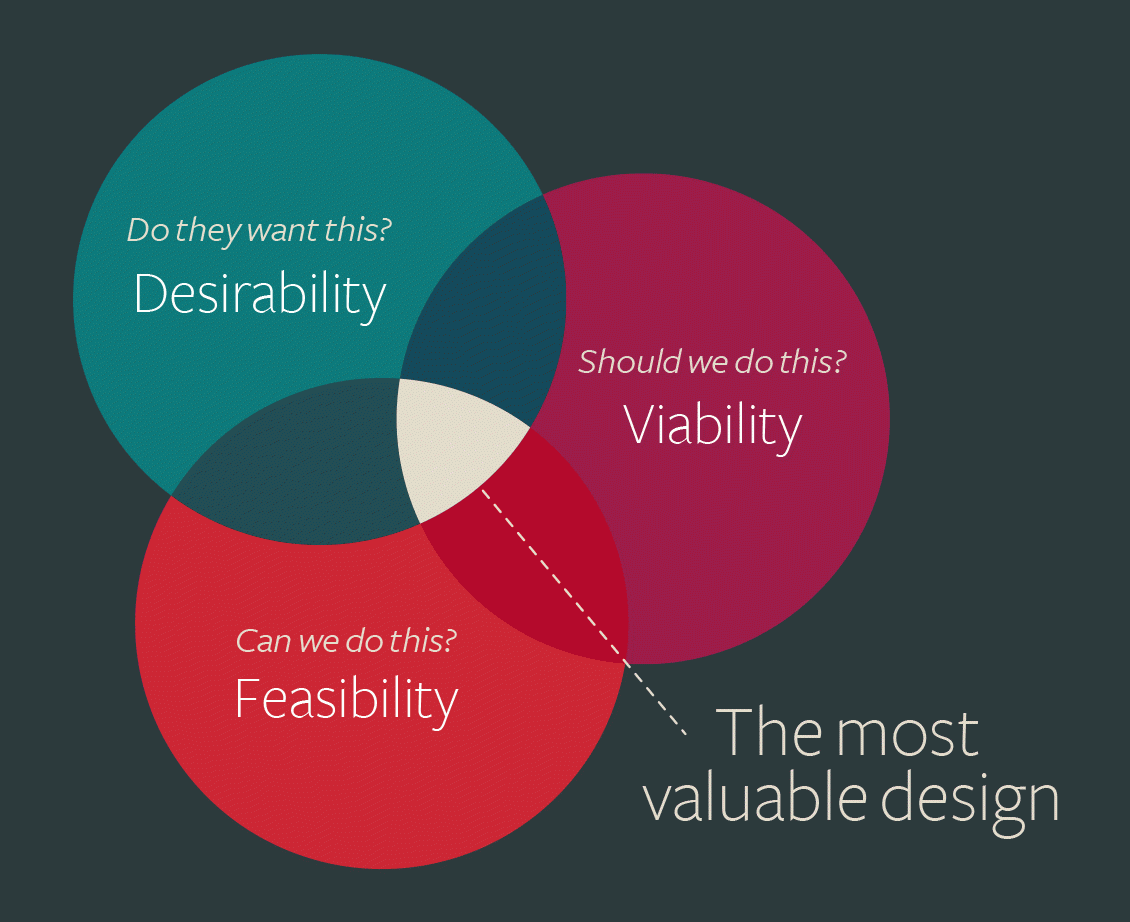 Do they want this?
Desirability
Should we do this?
Viability
Can we do this?
Feasibility
The most
valuable design